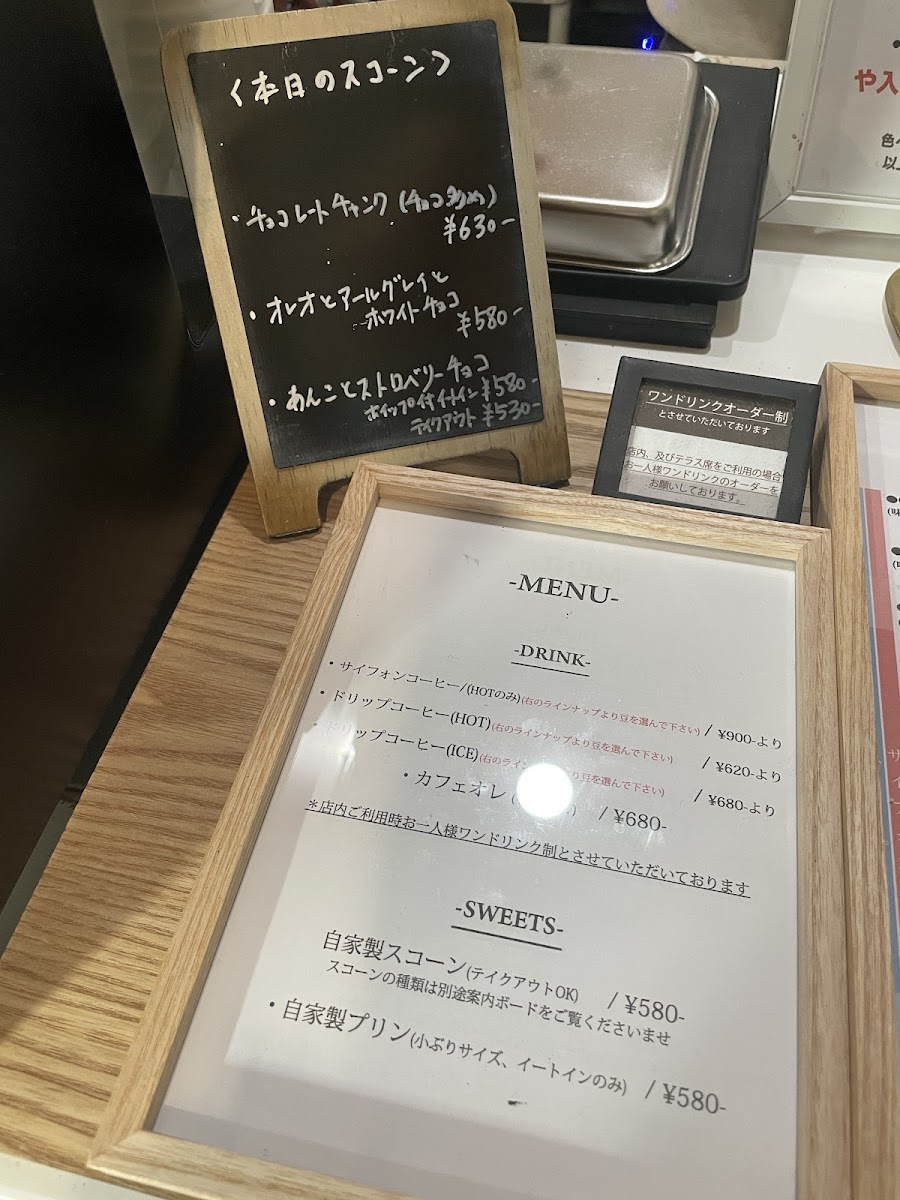 〈本日のスコーン〉
・チョコレートチャンク(チョコ多め)
¥630-
・オレオとアールグレイと
ホワイトチョコ
¥580-
・あんことストロベリーチョコ
ホイップ付イートイン¥580-
テイクアウト ¥530-
ワンドリンクオーダー制
とさせていただいております
店内、及びテラス席をご利用の場合
お一人様ワンドリンクのオーダーを
お願いしております。
や入
以上
-MENU-
-DRINK-
・サイフォンコーヒー/(HOTのみ)(右のラインナップより豆を選んで下さい) / ¥900-より
・ドリップコーヒー(HOT)(右のラインナップより豆を選んで下さい) / ¥620-より
ドリップコーヒー(ICE)(右のライン より豆を選んで下さい) / ¥680-より
・カフェオレ ( ) / ¥680-
*店内ご利用時お一人様ワンドリンク制とさせていただいております
-SWEETS-
自家製スコーン(テイクアウトOK) / ¥580-
スコーンの種類は別途案内ボードをご覧くださいませ
・自家製プリン(小ぶりサイズ、イートインのみ) / ¥580-